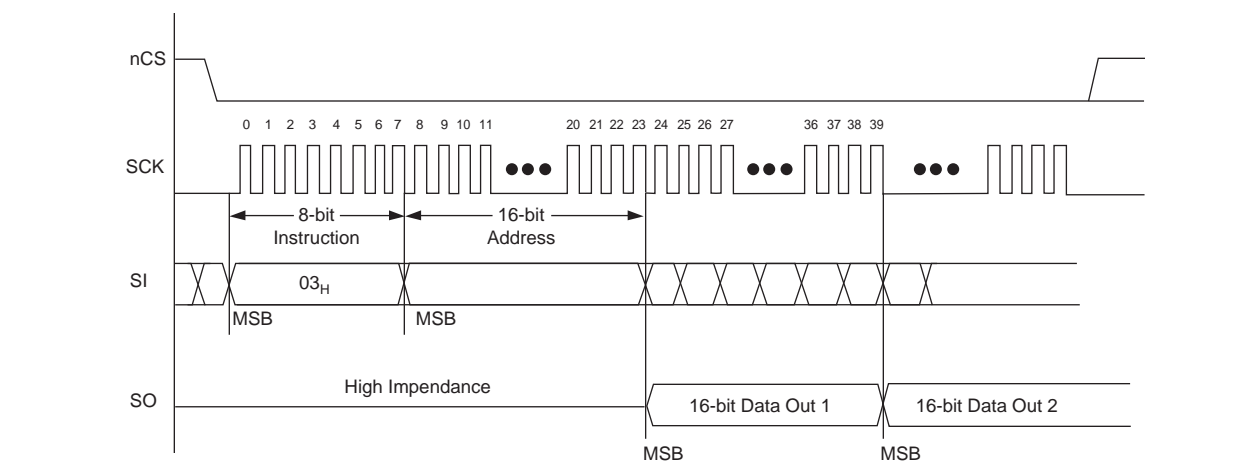 nCS
0 1 2 3 4 5 6 7 8 9 10 11 20 21 22 23 24 25 26 27 36 37 38 39
SCK
8-bit
Instruction
16-bit
Address
SI
03H
MSB
MSB
High Impendance
SO
16-bit Data Out 1
16-bit Data Out 2
MSB
MSB